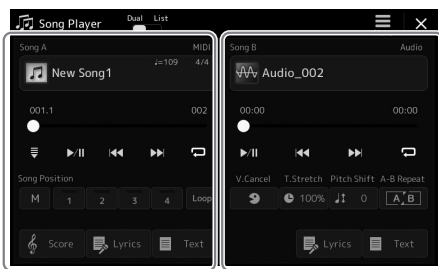 Song Player
Dual List
Song A MIDI
New Song1
♩=109 4/4
001.1 002
Song Position
M 1 2 3 4 Loop
Score Lyrics Text
Song B Audio
Audio_002
00:00 00:00
V.Cancel T.Stretch Pitch Shift A-B Repeat
100% 0 A B
Lyrics Text